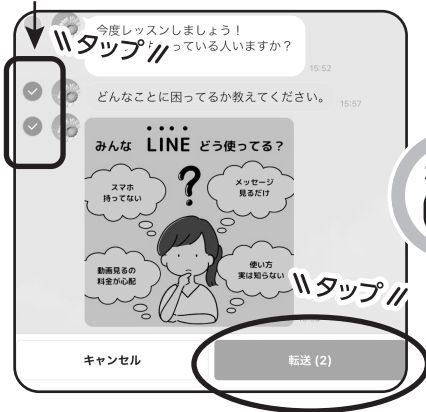 今度レッスンしましょう！
っている人いますか？
タップ
15:52
どんなことに困ってるか教えてください。
15:57
みんな LINE どう使ってる？
スマホ
持ってない
？
メッセージ
見るだけ
動画見るの
料金が心配
使い方
実は知らない
タップ
キャンセル
転送 (2)